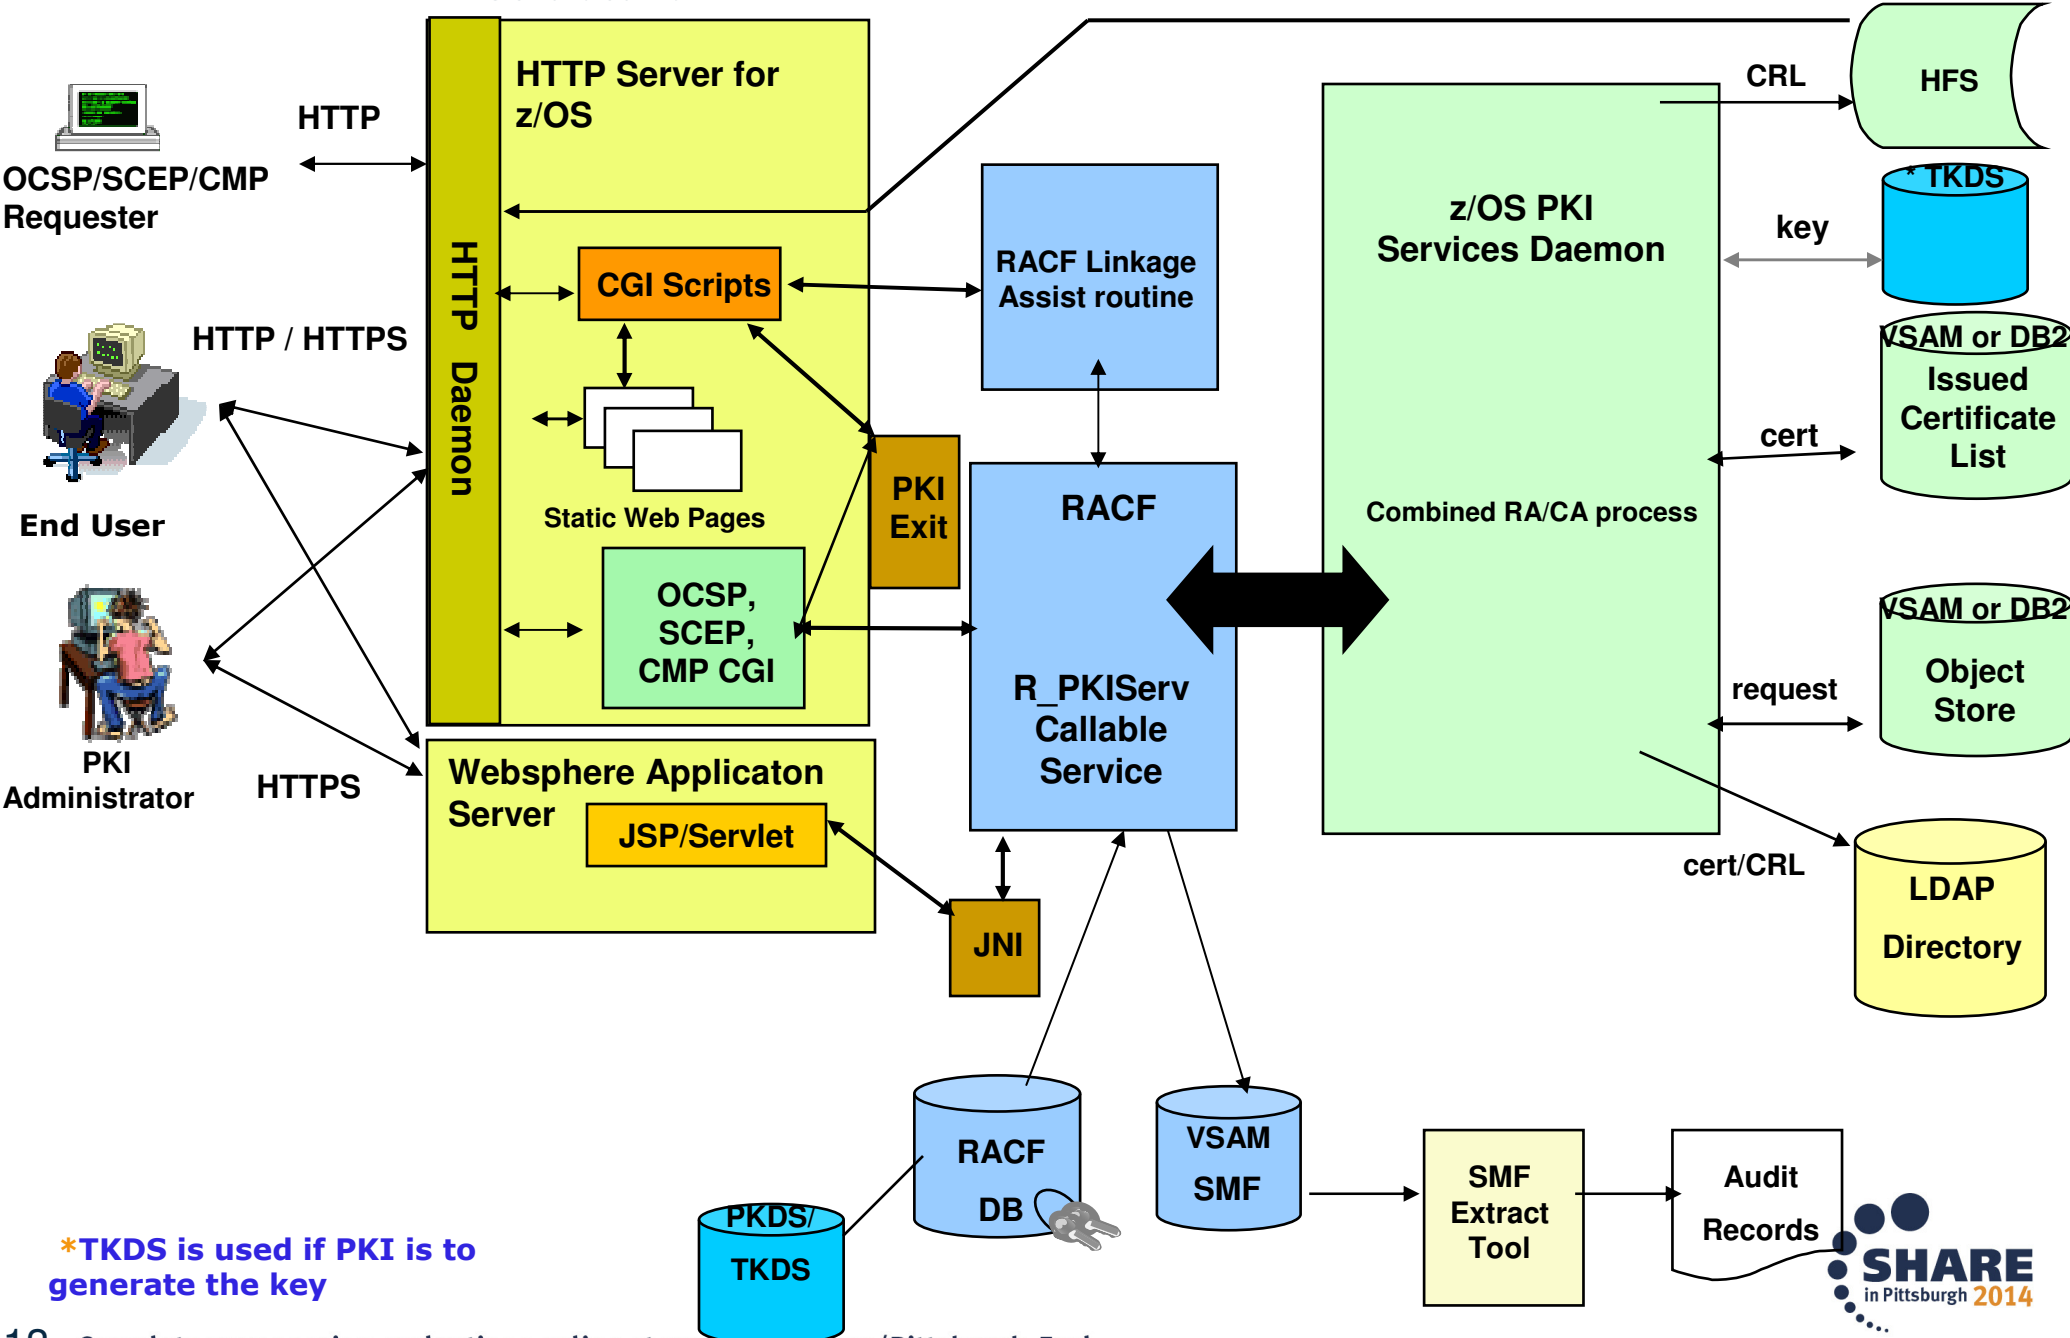 HTTP Server for
z/OS
HTTP
OCSP/SCEP/CMP
Requester
HTTP Daemon
CGI Scripts
RACF Linkage
Assist routine
z/OS PKI
Services Daemon
CRL
HFS
* TKDS
key
HTTP / HTTPS
VSAM or DB2
Issued
Certificate
List
cert
End User
Static Web Pages
PKI
Exit
RACF
Combined RA/CA process
OCSP,
SCEP,
CMP CGI
R_PKIServ
Callable
Service
VSAM or DB2
Object
Store
request
PKI
Administrator
HTTPS
Websphere Applicaton
Server
JSP/Servlet
JNI
cert/CRL
LDAP
Directory
RACF
DB
VSAM
SMF
SMF
Extract
Tool
Audit
Records
PKDS/
TKDS
*TKDS is used if PKI is to
generate the key
SHARE
in Pittsburgh 2014